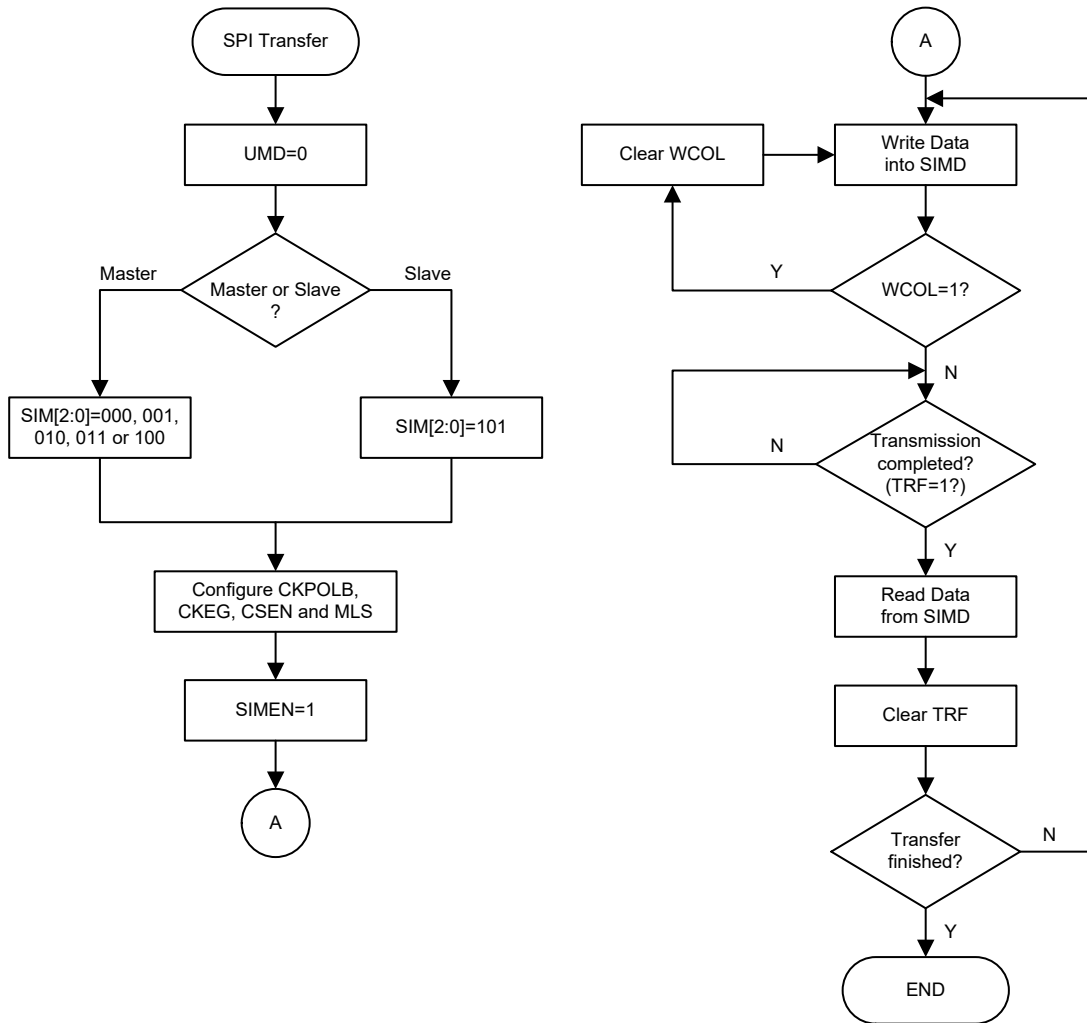 SPI Transfer
UMD=0
Master
Slave
Master or Slave
?
SIM[2:0]=000, 001,
010, 011 or 100
SIM[2:0]=101
Configure CKPOLB,
CKEG, CSEN and MLS
SIMEN=1
A
A
Clear WCOL
Write Data
into SIMD
Y
WCOL=1?
N
Transmission
completed?
(TRF=1?)
N
Y
Read Data
from SIMD
Clear TRF
Transfer
finished?
N
Y
END